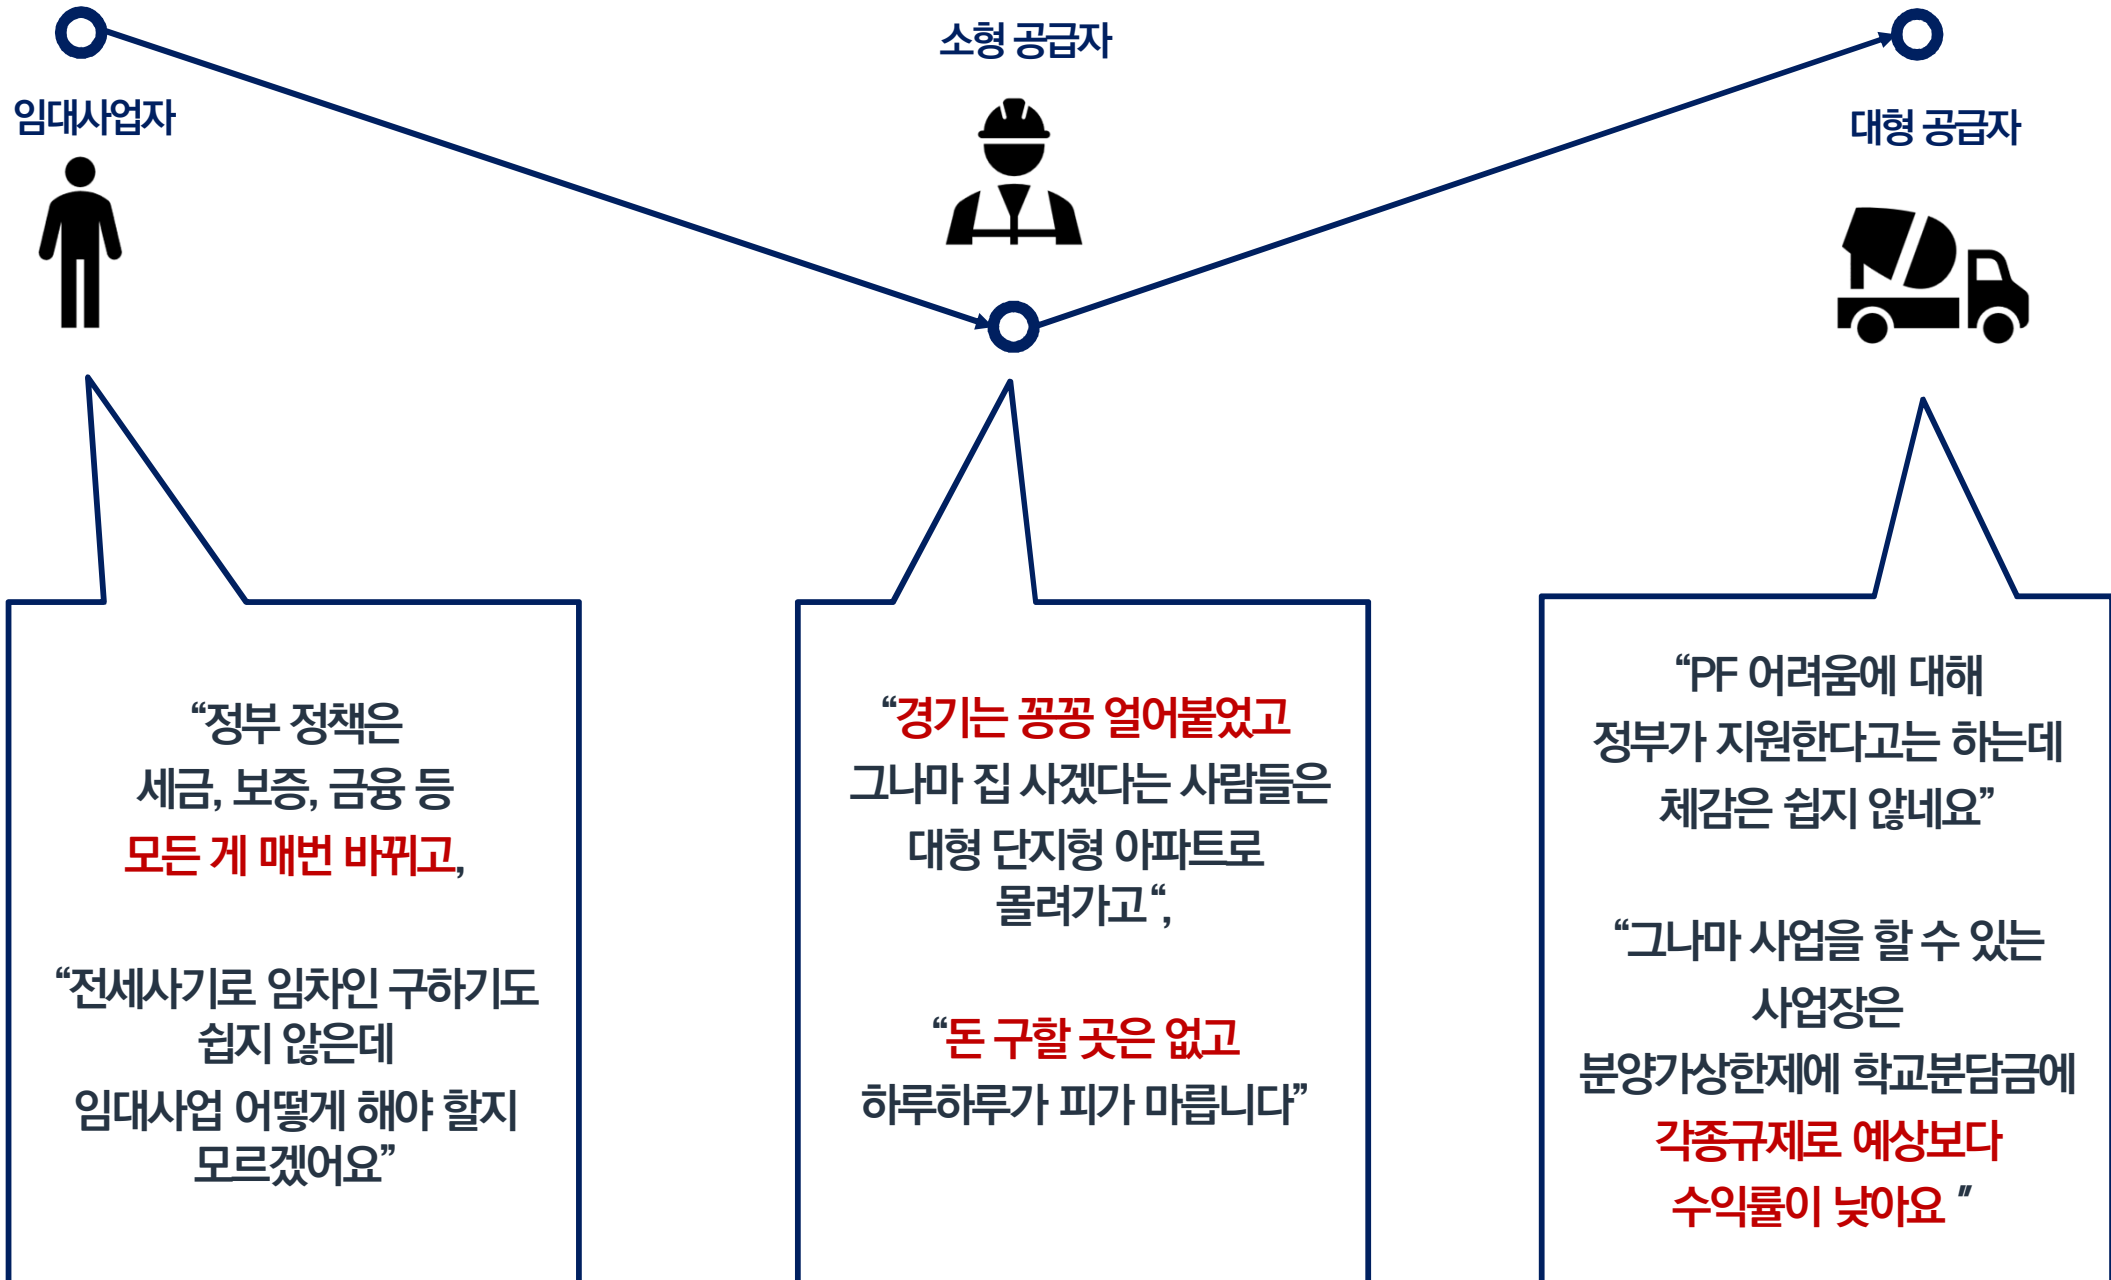 임대사업자
“정부 정책은
세금, 보증, 금융 등
모든 게 매번 바뀌고,
“전세사기로 임차인 구하기도
쉽지 않은데
임대사업 어떻게 해야 할지
모르겠어요”
소형 공급자
“경기는 꽁꽁 얼어붙었고
그나마 집 사겠다는 사람들은
대형 단지형 아파트로
몰려가고 “,
“돈 구할 곳은 없고
하루하루가 피가 마릅니다”
대형 공급자
“PF 어려움에 대해
정부가 지원한다고는 하는데
체감은 쉽지 않네요”
“그나마 사업을 할 수 있는
사업장은
분양가상한제에 학교분담금에
각종규제로 예상보다
수익률이 낮아요 ”